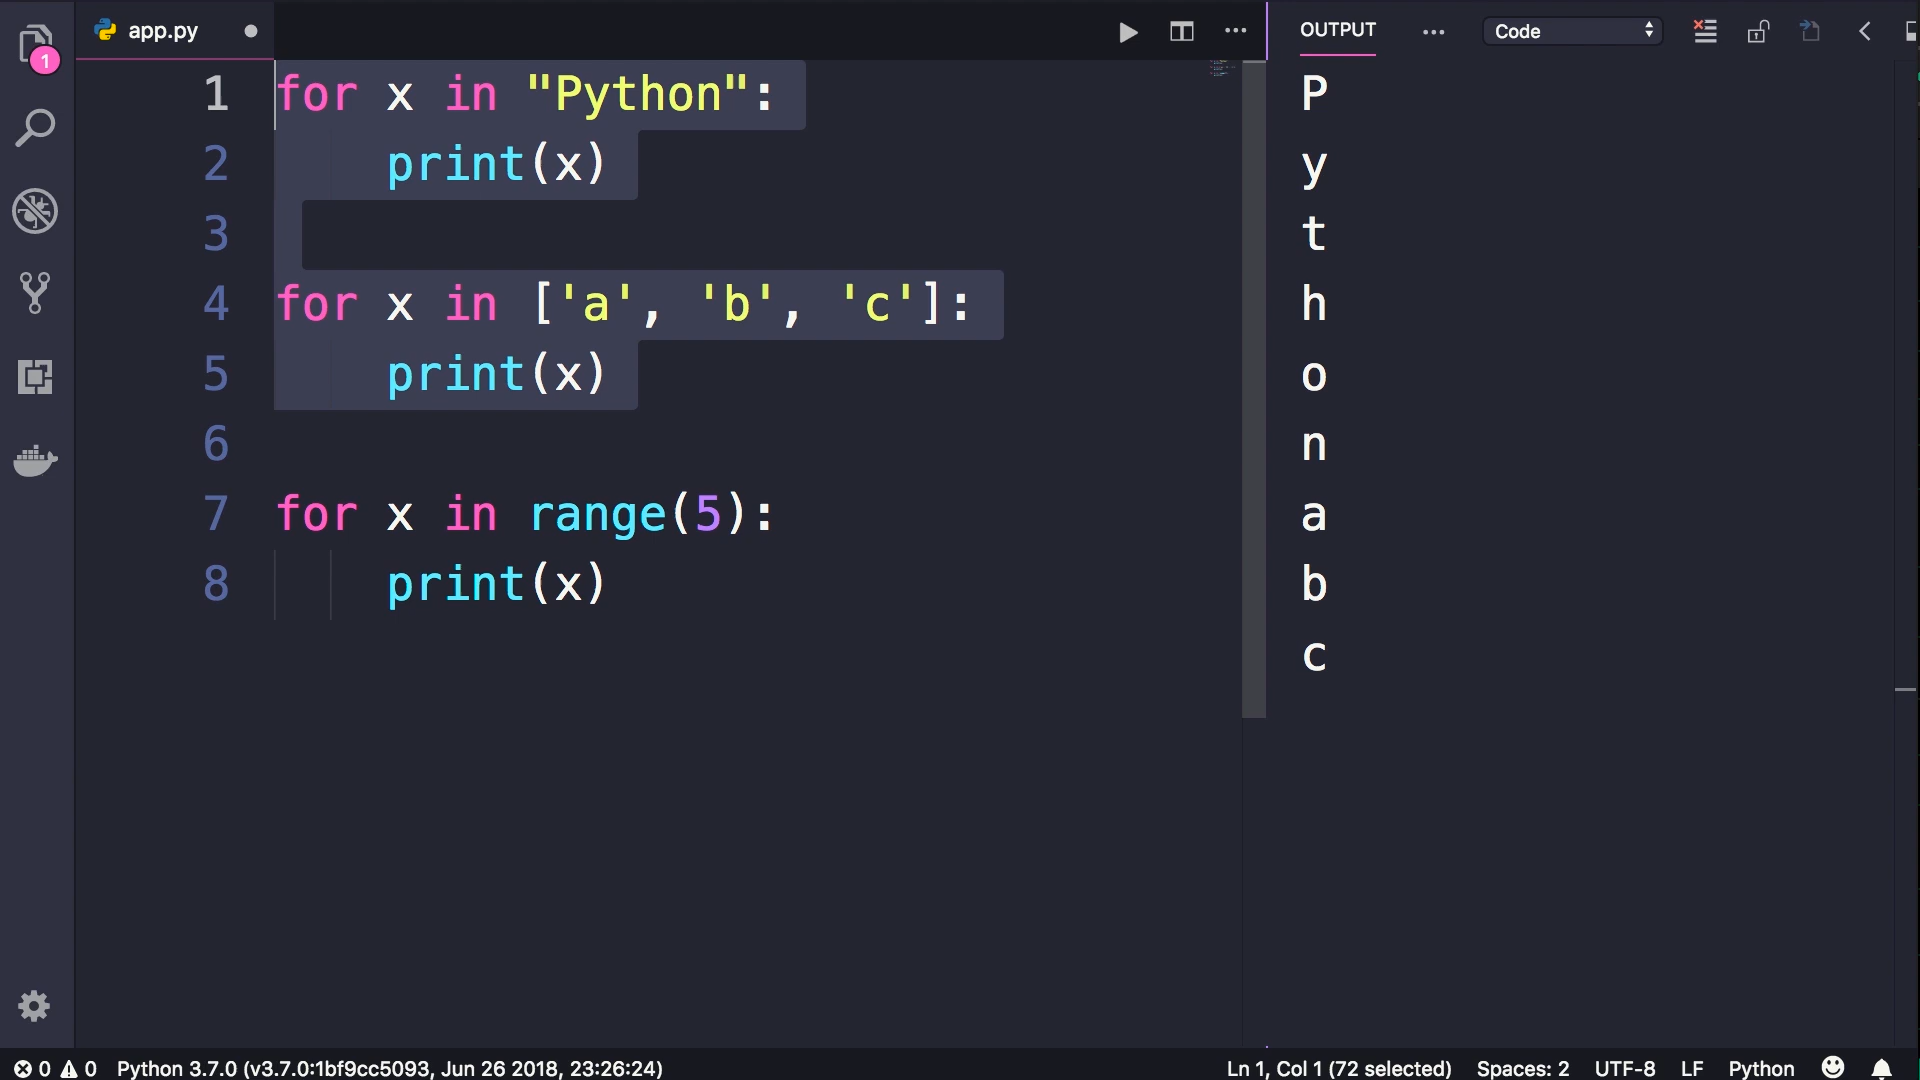 app.py
1
1 for x in "Python":
2 print(x)
3
4 for x in ['a', 'b', 'c']:
5 print(x)
6
7 for x in range(5):
8 print(x)
OUTPUT
Code
P
y
t
h
o
n
a
b
c
0 0 Python 3.7.0 (v3.7.0:1bf9cc5093, Jun 26 2018, 23:26:24) Ln 1, Col 1 (72 selected) Spaces: 2 UTF-8 LF Python